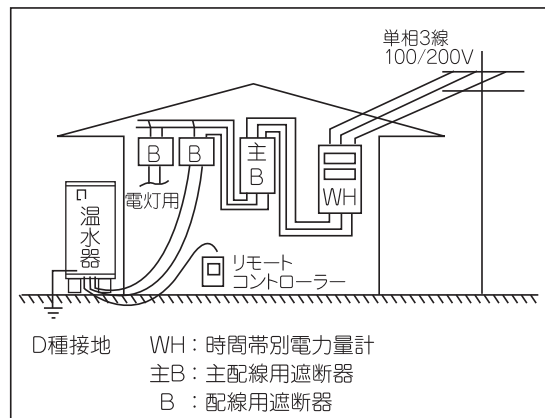 単相3線
100/200V
主
B
B
B
WH
電灯用
温水器
リモート
コントローラー
D種接地
WH：時間帯別電力量計
主B：主配線用遮断器
B：配線用遮断器